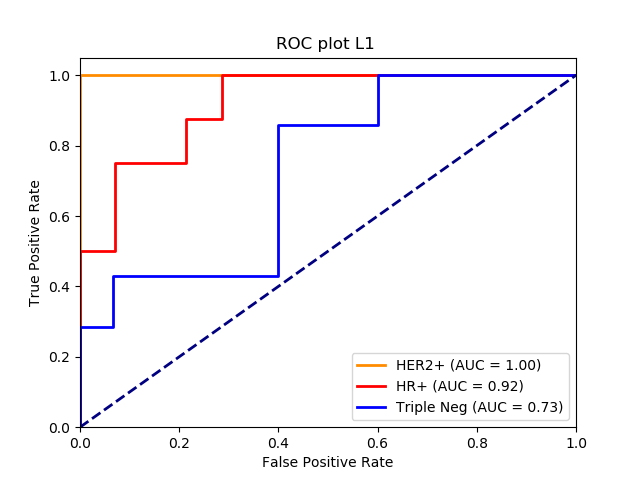 ROC plot L1
1.0
0.8
0.6
0.4
0.2
0.0
True Positive Rate
HER2+ (AUC = 1.00)
HR+ (AUC = 0.92)
Triple Neg (AUC = 0.73)
0.0 0.2 0.4 0.6 0.8 1.0
False Positive Rate